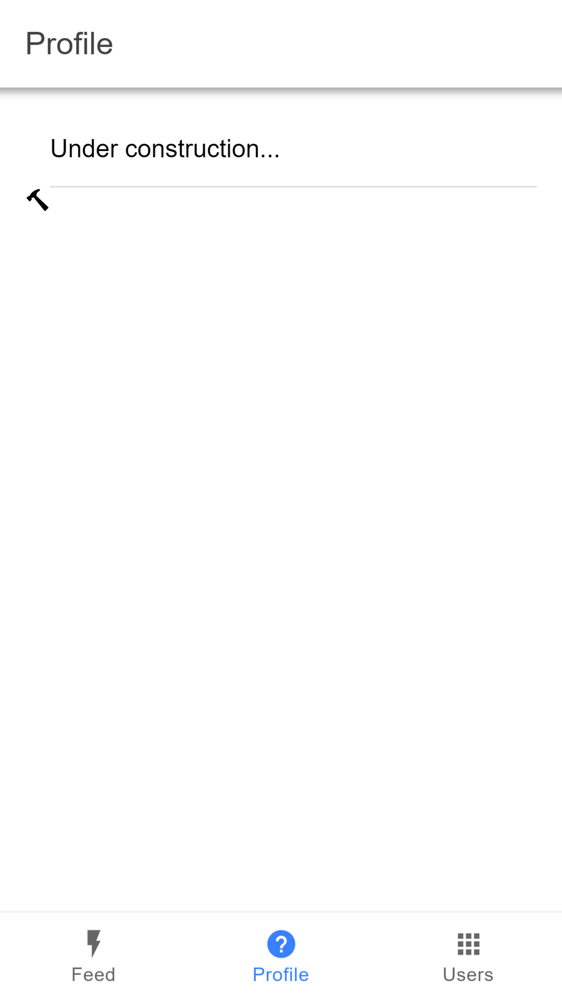 Profile
Under construction...
Feed
Profile
Users